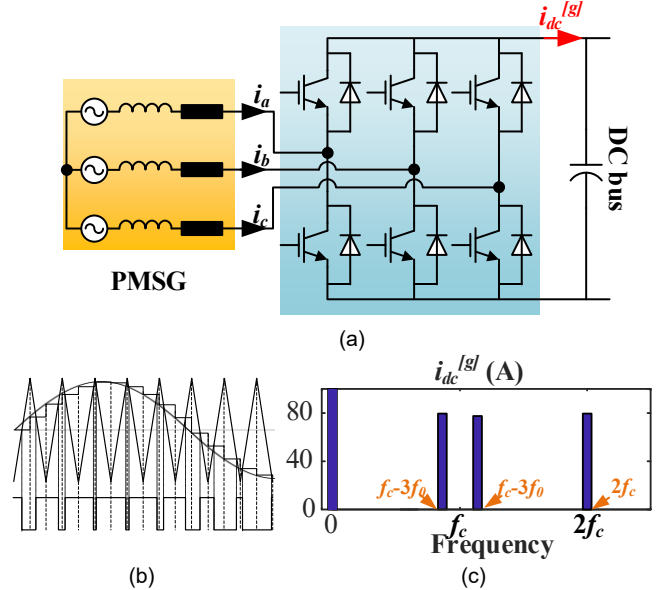 i_dc^[g]
i_a
i_b
i_c
DC bus
PMSG
(a)
i_dc^[g] (A)
80
40
0
f_c-3f_0
f_c-3f_0
2f_c
0
f_c
2f_c
Frequency
(b)
(c)